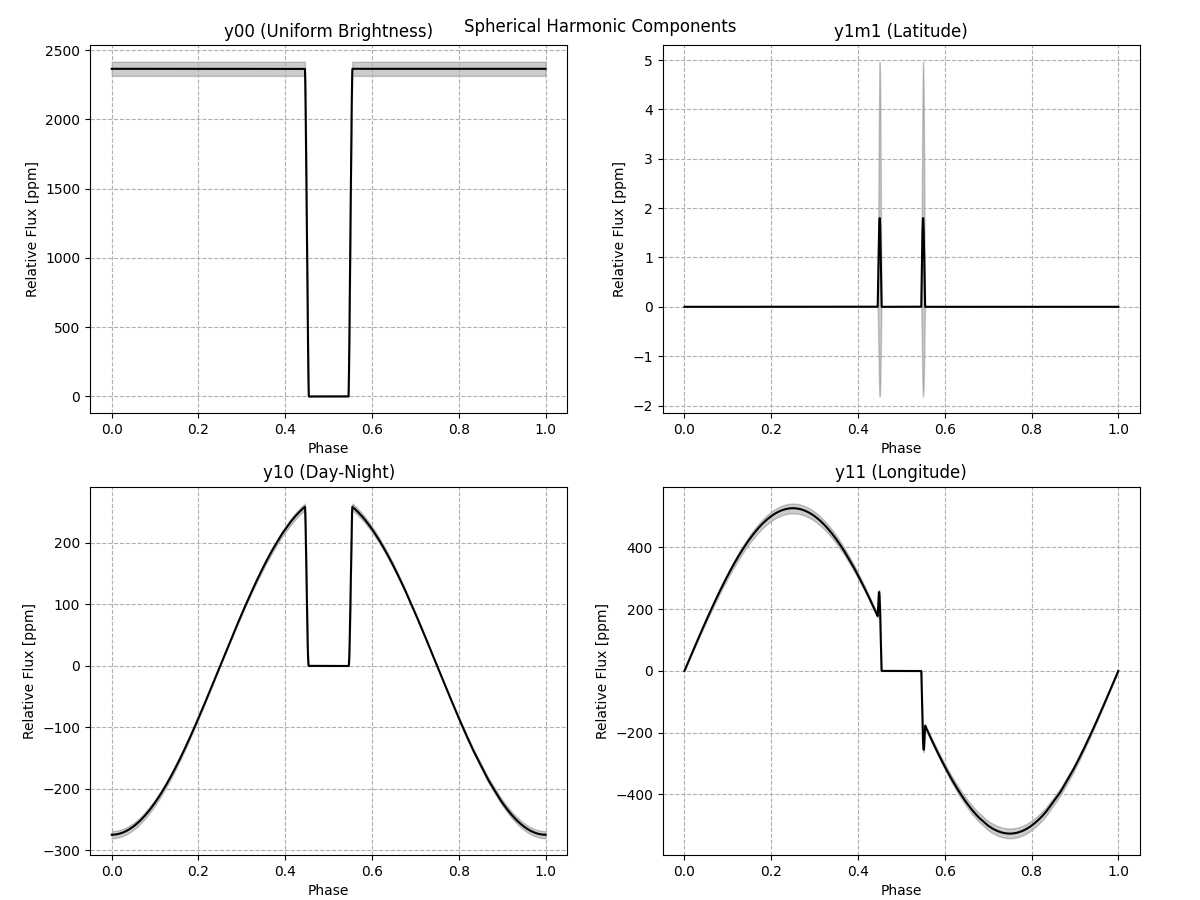 Spherical Harmonic Components
y00 (Uniform Brightness)
2500
2000
1500
1000
500
0
Relative Flux [ppm]
0.0 0.2 0.4 0.6 0.8 1.0
Phase
y1m1 (Latitude)
5
4
3
2
1
0
−1
−2
Relative Flux [ppm]
0.0 0.2 0.4 0.6 0.8 1.0
Phase
y10 (Day-Night)
200
100
0
−100
−200
−300
Relative Flux [ppm]
0.0 0.2 0.4 0.6 0.8 1.0
Phase
y11 (Longitude)
400
200
0
−200
−400
Relative Flux [ppm]
0.0 0.2 0.4 0.6 0.8 1.0
Phase